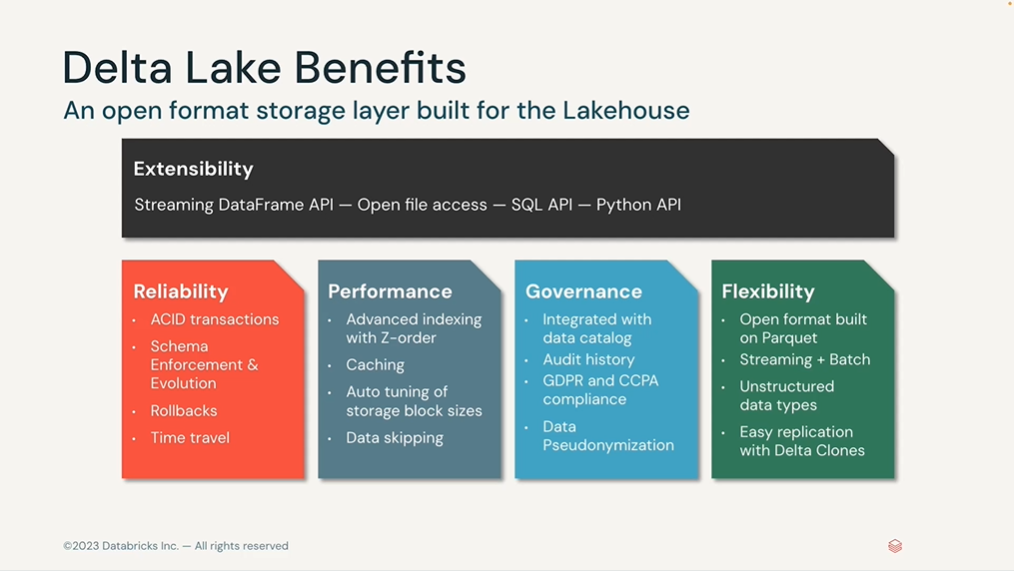 Delta Lake Benefits
An open format storage layer built for the Lakehouse
Extensibility
Streaming DataFrame API — Open file access — SQL API — Python API
Reliability
• ACID transactions
• Schema
Enforcement &
Evolution
• Rollbacks
• Time travel
Performance
• Advanced indexing
with Z-order
• Caching
• Auto tuning of
storage block sizes
• Data skipping
Governance
• Integrated with
data catalog
• Audit history
• GDPR and CCPA
compliance
• Data
Pseudonymization
Flexibility
• Open format built
on Parquet
• Streaming + Batch
• Unstructured
data types
• Easy replication
with Delta Clones
©2023 Databricks Inc. — All rights reserved